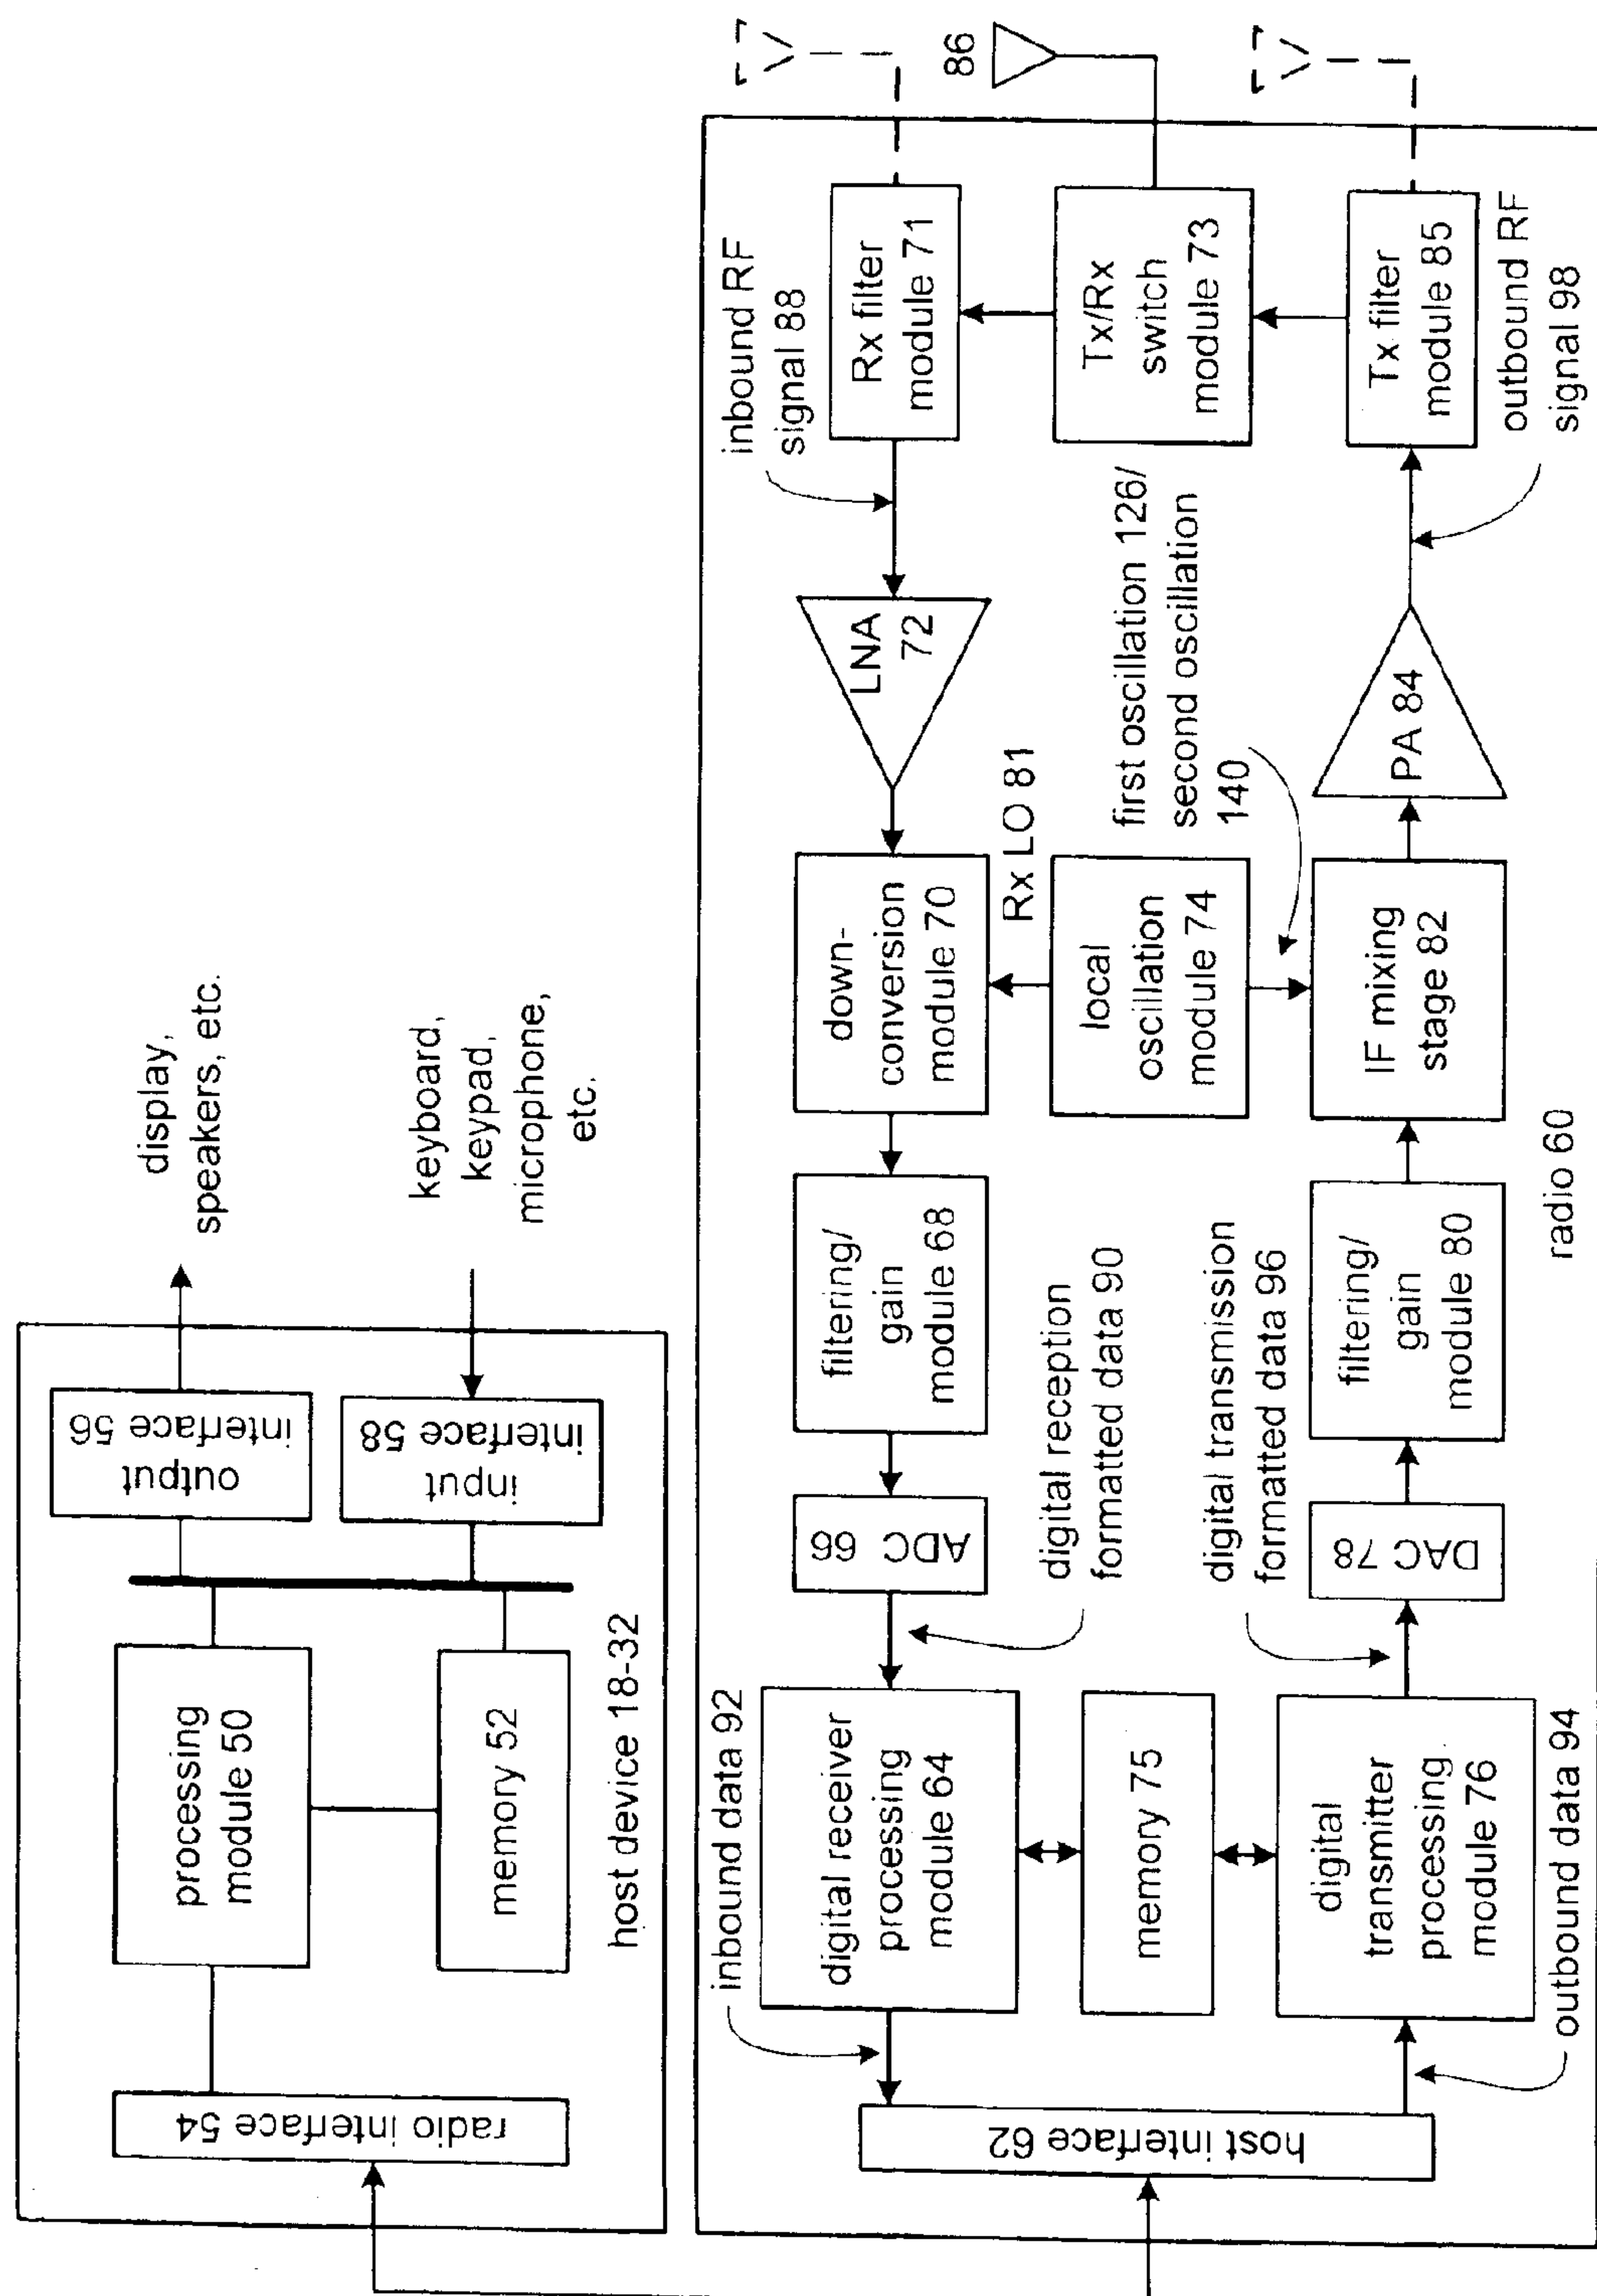 radio interface 54
processing
module 50
memory 52
output
interface 56
input
interface 58
display,
speakers, etc.
keyboard,
keypad,
microphone,
etc.
host device 18-32
host interface 62
inbound data 92
digital receiver
processing
module 64
ADC 66
filtering/
gain
module 68
down-
conversion
module 70
LNA
72
inbound RF
signal 88
Rx filter
module 71
86
digital reception
formatted data 90
Rx LO 81
memory 75
local
oscillation
module 74
first oscillation 126/
second oscillation
140
Tx/Rx
switch
module 73
digital transmission
formatted data 96
digital
transmitter
processing
module 76
DAC 78
filtering/
gain
module 80
IF mixing
stage 82
PA 84
Tx filter
module 85
outbound RF
signal 98
outbound data 94
radio 60